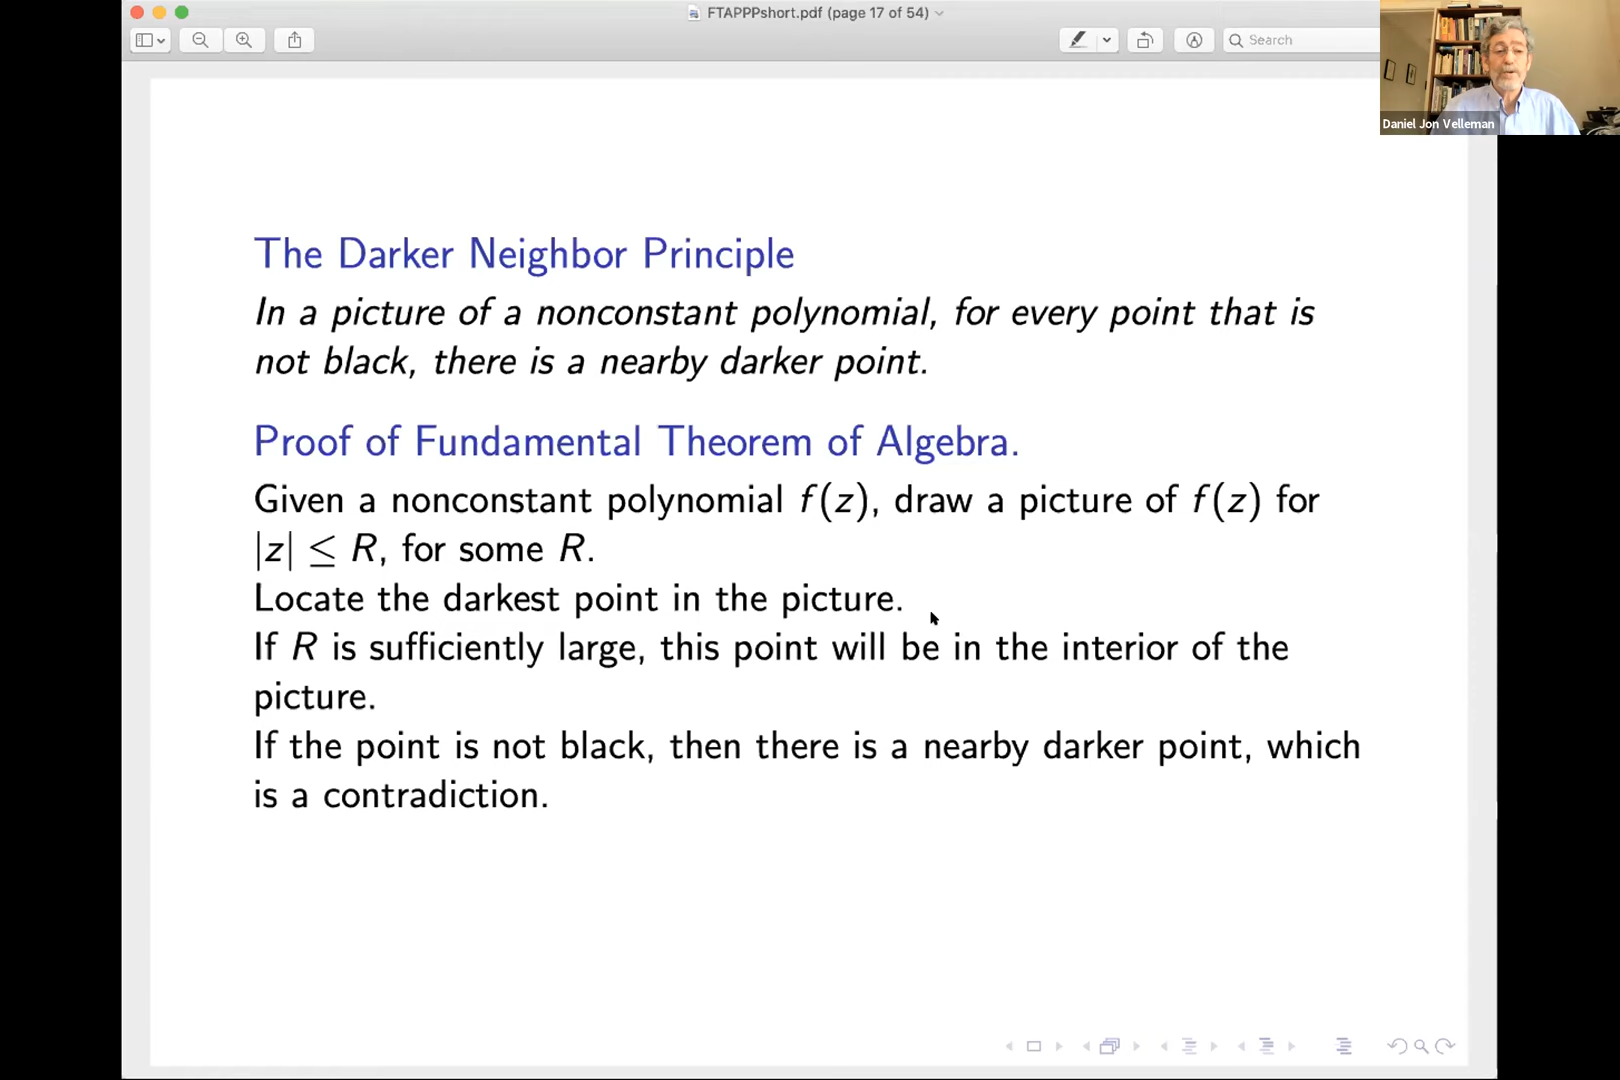 FTAPPPshort.pdf (page 17 of 54)
Search
Daniel Jon Velleman
The Darker Neighbor Principle
In a picture of a nonconstant polynomial, for every point that is
not black, there is a nearby darker point.
Proof of Fundamental Theorem of Algebra.
Given a nonconstant polynomial f(z), draw a picture of f(z) for
|z| ≤ R, for some R.
Locate the darkest point in the picture.
If R is sufficiently large, this point will be in the interior of the
picture.
If the point is not black, then there is a nearby darker point, which
is a contradiction.